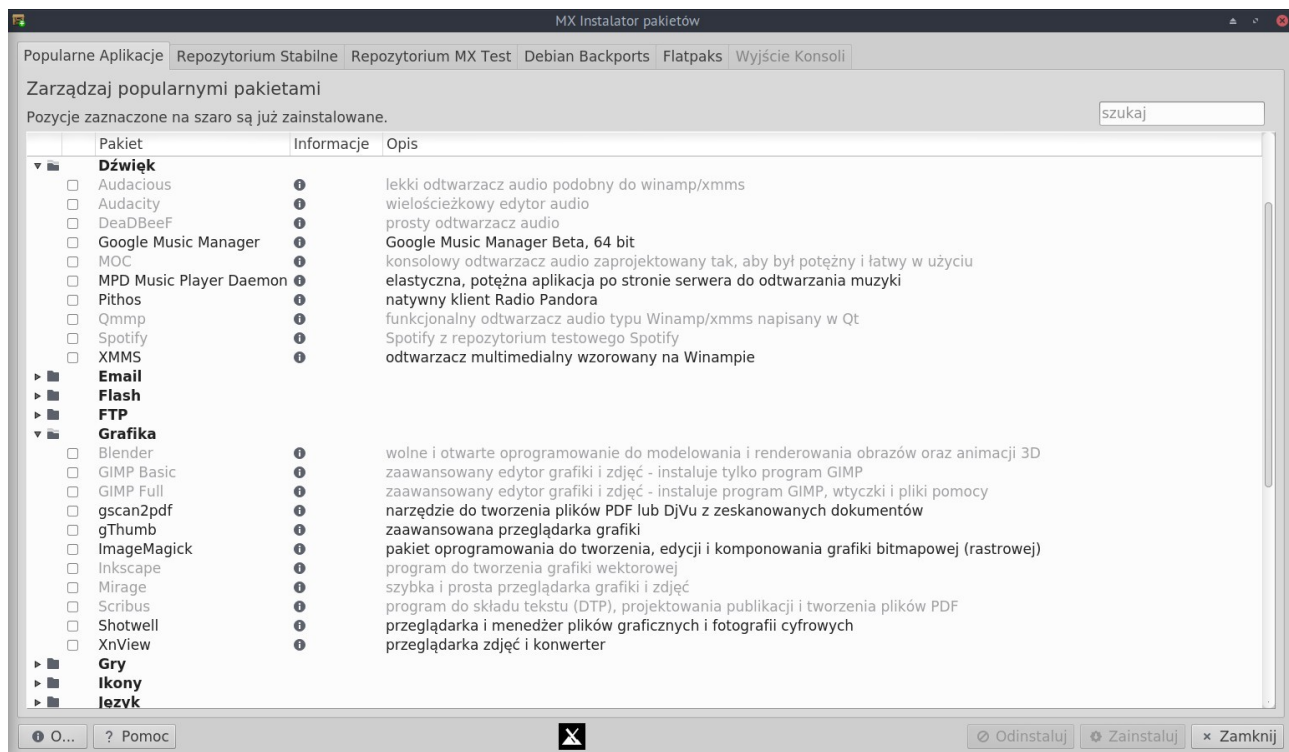 MX Instalator pakietów
Popularne Aplikacje Repozytorium Stabilne Repozytorium MX Test Debian Backports Flatpaks Wyjście Konsoli
Zarządzaj popularnymi pakietami
Pozycje zaznaczone na szaro są już zainstalowane.
szukaj
Pakiet Informacje Opis
Dźwięk
Audacious lekki odtwarzacz audio podobny do winamp/xmms
Audacity wielościeżkowy edytor audio
DeaDBeeF prosty odtwarzacz audio
Google Music Manager Google Music Manager Beta, 64 bit
MOC konsolowy odtwarzacz audio zaprojektowany tak, aby był potężny i łatwy w użyciu
MPD Music Player Daemon elastyczna, potężna aplikacja po stronie serwera do odtwarzania muzyki
Pithos natywny klient Radio Pandora
Qmmp funkcjonalny odtwarzacz audio typu Winamp/xmms napisany w Qt
Spotify Spotify z repozytorium testowego Spotify
XMMS odtwarzacz multimedialny wzorowany na Winampie
Email
Flash
FTP
Grafika
Blender wolne i otwarte oprogramowanie do modelowania i renderowania obrazów oraz animacji 3D
GIMP Basic zaawansowany edytor grafiki i zdjęć - instaluje tylko program GIMP
GIMP Full zaawansowany edytor grafiki i zdjęć - instaluje program GIMP, wtyczki i pliki pomocy
gscan2pdf narzędzie do tworzenia plików PDF lub DjVu z zeskanowanych dokumentów
gThumb zaawansowana przeglądarka grafiki
ImageMagick pakiet oprogramowania do tworzenia, edycji i komponowania grafiki bitmapowej (rastrowej)
Inkscape program do tworzenia grafiki wektorowej
Mirage szybka i prosta przeglądarka grafiki i zdjęć
Scribus program do składu tekstu (DTP), projektowania publikacji i tworzenia plików PDF
Shotwell przeglądarka i menedżer plików graficznych i fotografii cyfrowych
XnView przeglądarka zdjęć i konwerter
Gry
Ikony
Język
O... ? Pomoc Odinstaluj Zainstaluj Zamknij